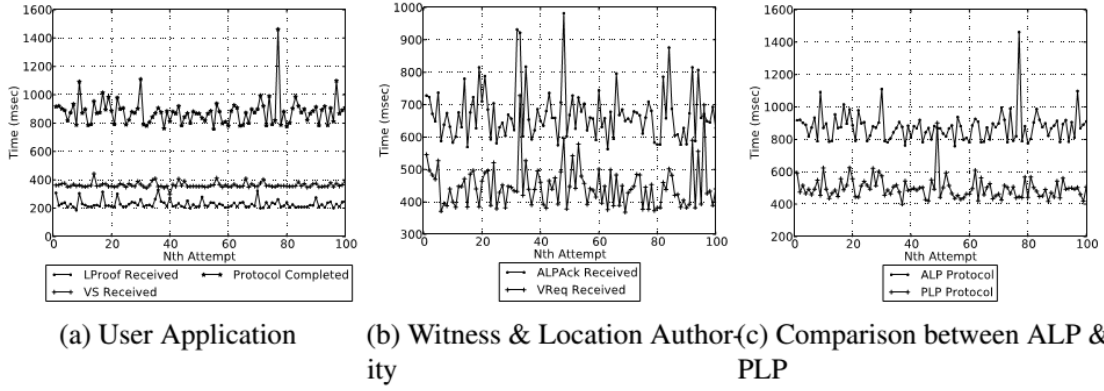 1600
1400
1200
1000
800
600
400
200
0
Time (msec)
0 20 40 60 80 100
Nth Attempt
LProof Received
VS Received
Protocol Completed
(a) User Application
1000
900
800
700
600
500
400
300
Time (msec)
0 20 40 60 80 100
Nth Attempt
ALPAck Received
VReq Received
(b) Witness & Location Author-
ity
1600
1400
1200
1000
800
600
400
200
Time (msec)
0 20 40 60 80 100
Nth Attempt
ALP Protocol
PLP Protocol
(c) Comparison between ALP &
PLP